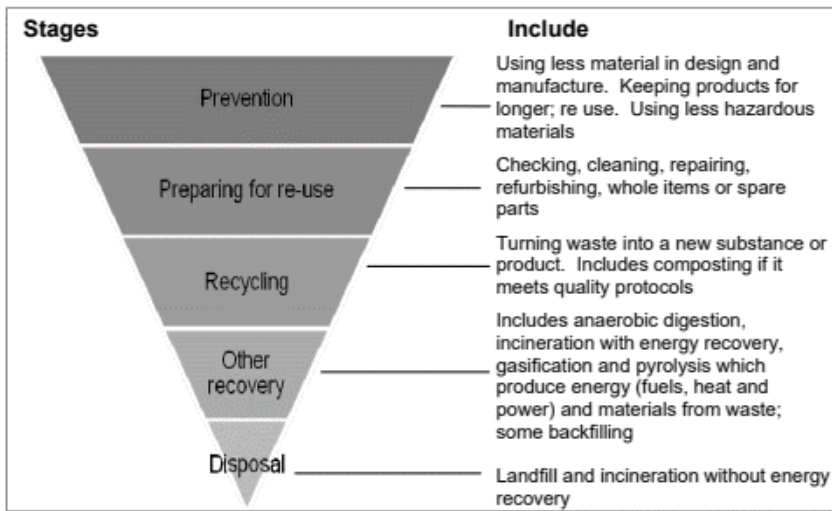 Stages
Include
Prevention
Using less material in design and
manufacture. Keeping products for
longer; re use. Using less hazardous
materials
Preparing for re-use
Checking, cleaning, repairing,
refurbishing, whole items or spare
parts
Recycling
Turning waste into a new substance or
product. Includes composting if it
meets quality protocols
Other
recovery
Includes anaerobic digestion,
incineration with energy recovery,
gasification and pyrolysis which
produce energy (fuels, heat and
power) and materials from waste;
some backfilling
Disposal
Landfill and incineration without energy
recovery